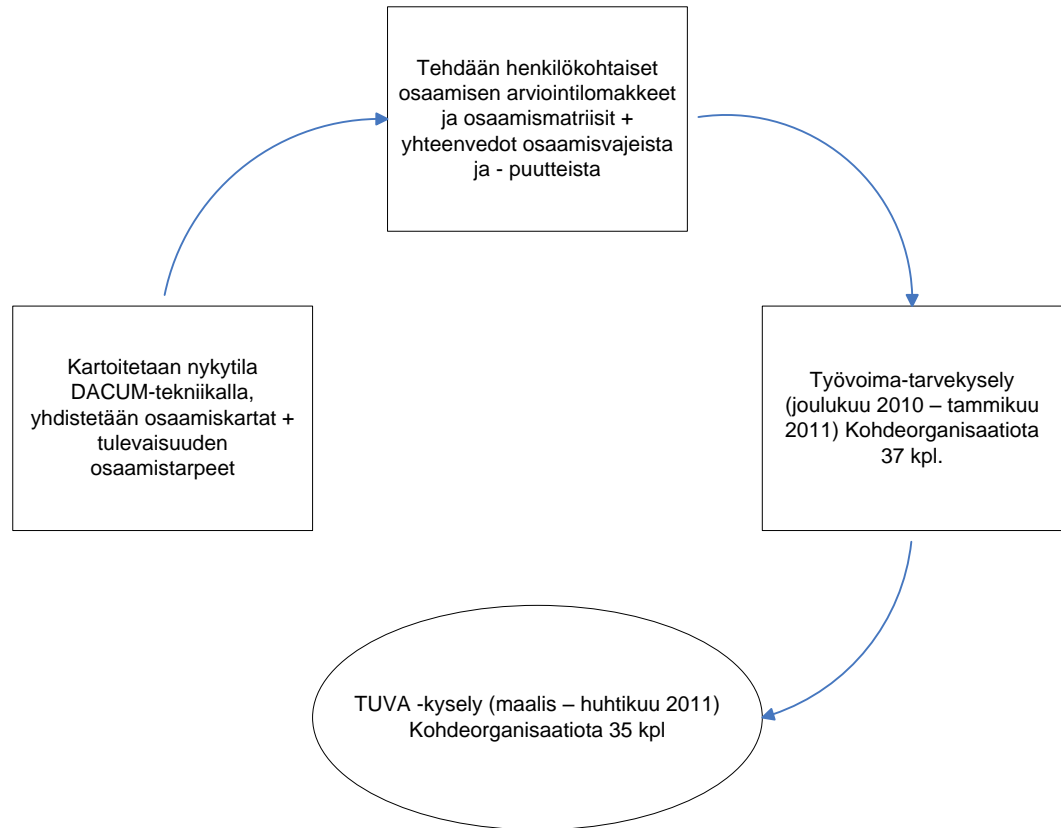 Tehdään henkilökohtaiset
osaamisen arviointilomakkeet
ja osaamismatriisit +
yhteenvedot osaamisvajeista
ja - puutteista
Kartoitetaan nykytila
DACUM-tekniikalla,
yhdistetään osaamiskartat +
tulevaisuuden
osaamistarpeet
Työvoima-tarvekysely
(joulukuu 2010 – tammikuu
2011) Kohdeorganisaatiota
37 kpl.
TUVA -kysely (maalis – huhtikuu 2011)
Kohdeorganisaatiota 35 kpl